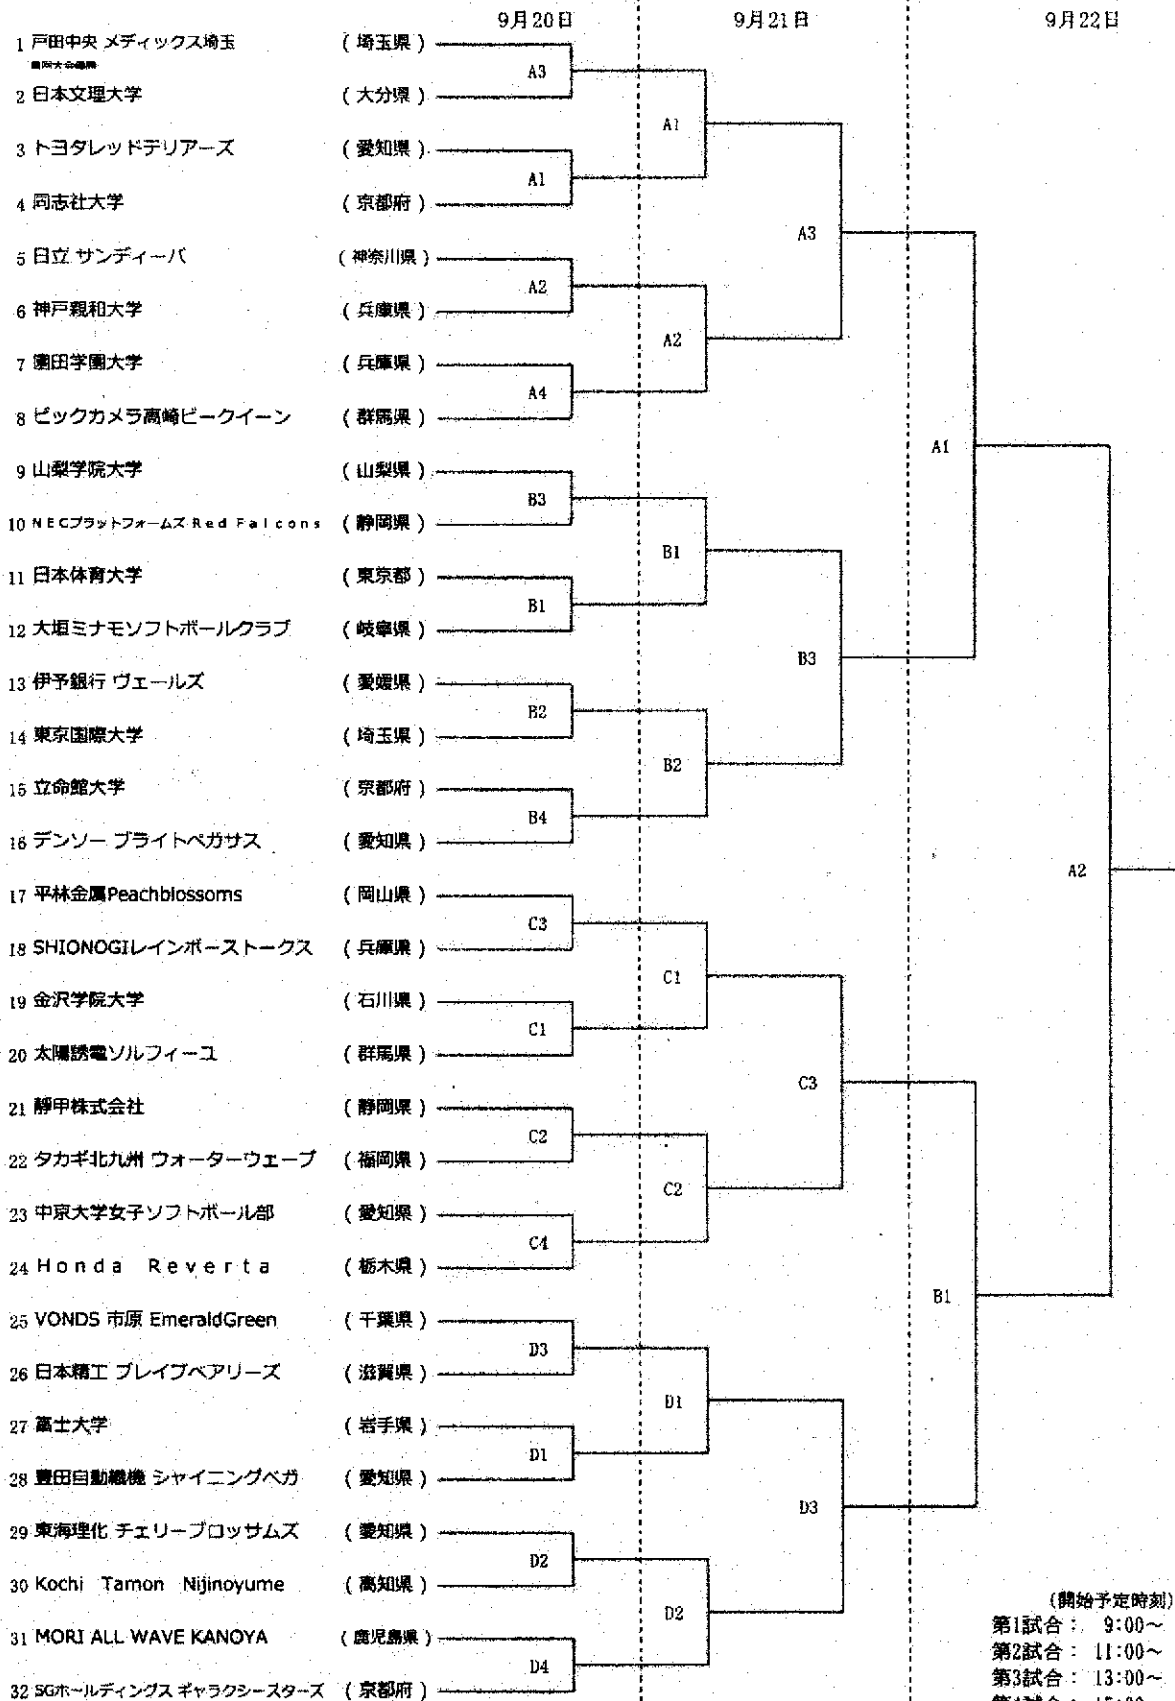 9月20日 9月21日 9月22日
1 戸田中央 メディックス埼玉 (埼玉県)
A3
2 日本文理大学 (大分県)
A1
3 トヨタレッドテリアーズ (愛知県)
A1
4 同志社大学 (京都府)
A3
5 日立 サンディーバ (神奈川県)
A2
6 神戸親和大学 (兵庫県)
A2
7 園田学園大学 (兵庫県)
A4
8 ビックカメラ高崎ビークイーン (群馬県)
A1
9 山梨学院大学 (山梨県)
B3
10 NECプラットフォームズ Red Falcons (静岡県)
B1
11 日本体育大学 (東京都)
B1
12 大垣ミナモソフトボールクラブ (岐阜県)
B3
13 伊予銀行 ヴェールズ (愛媛県)
B2
14 東京国際大学 (埼玉県)
B2
15 立命館大学 (京都府)
B4
16 デンソー ブライトペガサス (愛知県)
A2
17 平林金属Peachblossoms (岡山県)
C3
18 SHIONOGIレインボーストークス (兵庫県)
C1
19 金沢学院大学 (石川県)
C1
20 太陽誘電ソルフィーユ (群馬県)
C3
21 靜甲株式会社 (静岡県)
C2
22 タカギ北九州 ウォーターウェーブ (福岡県)
C2
23 中京大学女子ソフトボール部 (愛知県)
C4
24 Honda Reverta (栃木県)
B1
25 VONDS 市原 EmeraldGreen (千葉県)
D3
26 日本精工 ブレイブベアリーズ (滋賀県)
D1
27 富士大学 (岩手県)
D1
28 豊田自動織機 シャイニングベガ (愛知県)
D3
29 東海理化 チェリーブロッサムズ (愛知県)
D2
30 Kochi Tamon Nijinoyume (高知県)
D2
31 MORI ALL WAVE KANOYA (鹿児島県)
D4
32 SGホールディングス ギャラクシースターズ (京都府)
(開始予定時刻)
第1試合: 9:00~
第2試合: 11:00~
第3試合: 13:00~